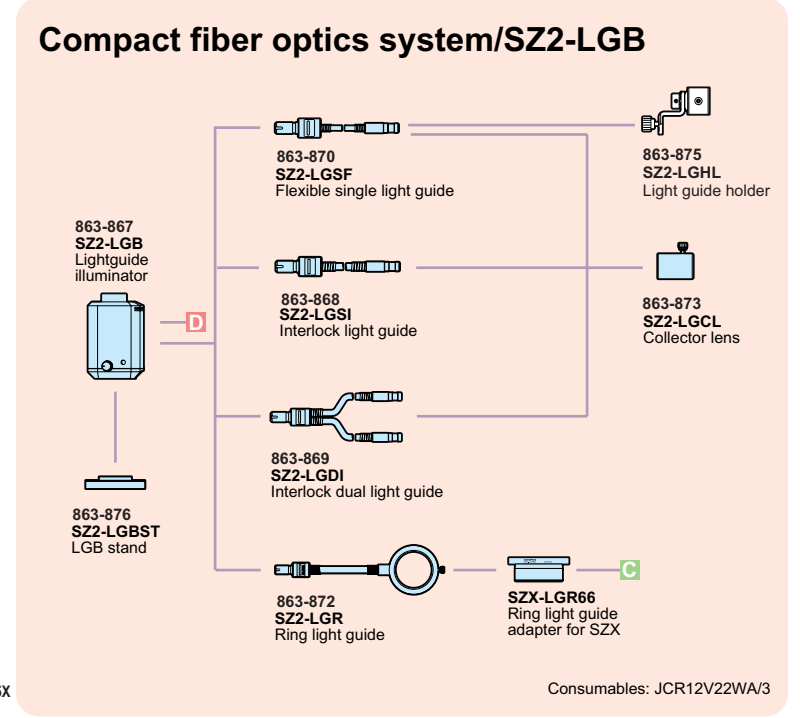 Compact fiber optics system/SZ2-LGB
863-870
SZ2-LGSF
Flexible single light guide
863-875
SZ2-LGHL
Light guide holder
863-867
SZ2-LGB
Lightguide
illuminator
D
863-868
SZ2-LGSI
Interlock light guide
863-873
SZ2-LGCL
Collector lens
863-869
SZ2-LGDI
Interlock dual light guide
863-876
SZ2-LGBST
LGB stand
863-872
SZ2-LGR
Ring light guide
SZX-LGR66
Ring light guide
adapter for SZX
C
Consumables: JCR12V22WA/3